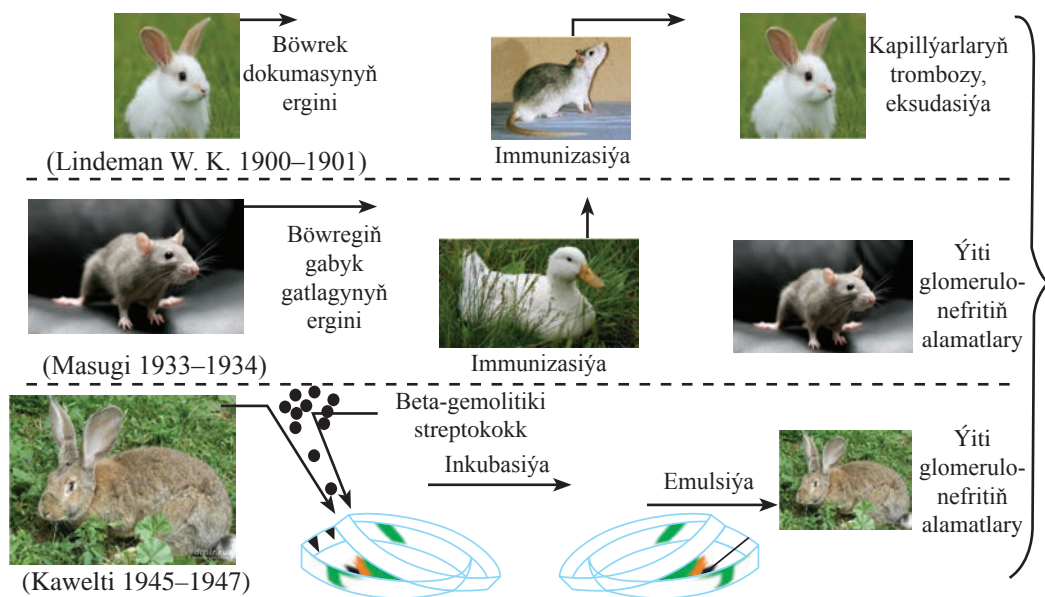 Böwrek
dokumasynyň
ergini
Immunizasiýa
Kapillýarlaryň
trombozy,
eksudasiýa
(Lindeman W. K. 1900–1901)
Böwregiň
gabyk
gatlagynyň
ergini
Immunizasiýa
Ýiti
glomerulo-
nefritiň
alamatlary
(Masugi 1933–1934)
Beta-gemolitiki
streptokokk
Inkubasiýa
Emulsiýa
Ýiti
glomerulo-
nefritiň
alamatlary
(Kawelti 1945–1947)